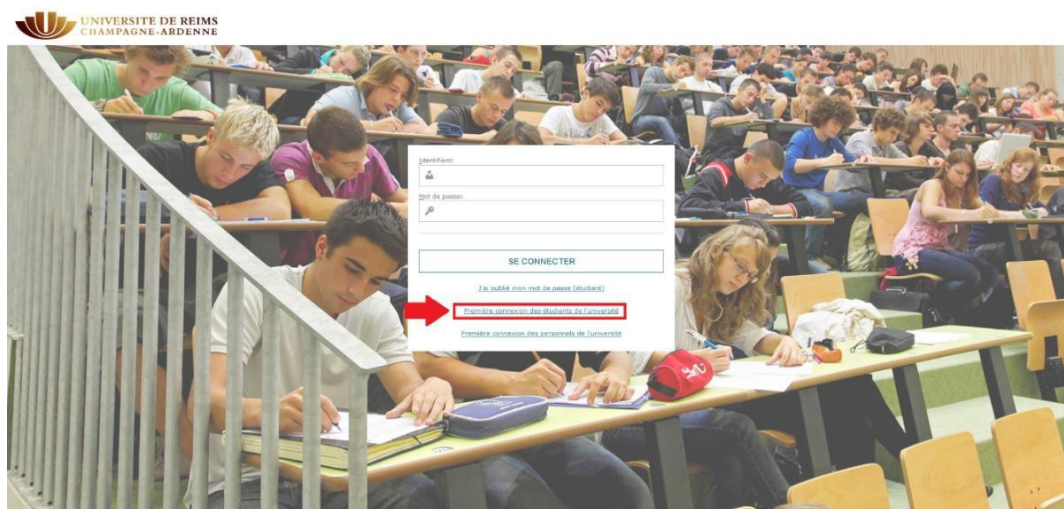 UNIVERSITE DE REIMS
CHAMPAGNE-ARDENNE
Identifiant:
Mot de passe:
SE CONNECTER
J'ai oublié mon mot de passe (étudiant)
Première connexion des étudiants de l'université
Première connexion des personnels de l'université